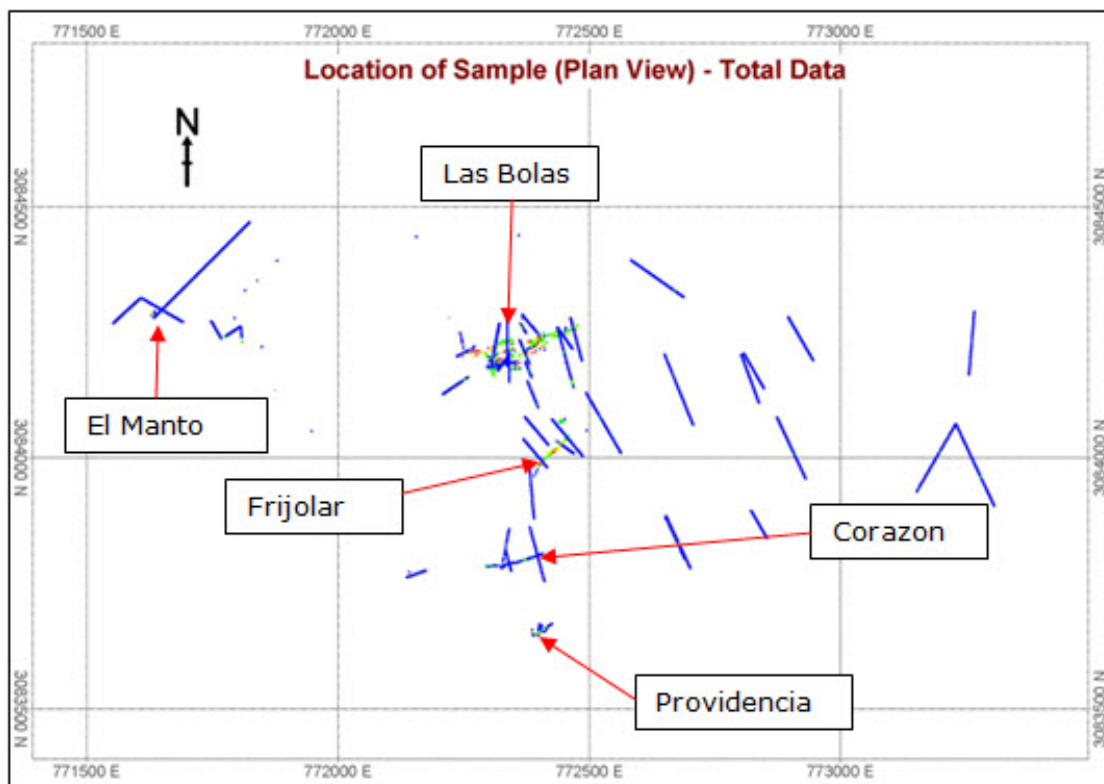 771500 E 772000 E 772500 E 773000 E
Location of Sample (Plan View) - Total Data
N
Las Bolas
3084500 N 3084500 N
El Manto
3084000 N 3084000 N
Frijolar
Corazon
Providencia
3083500 N 3083500 N
771500 E 772000 E 772500 E 773000 E